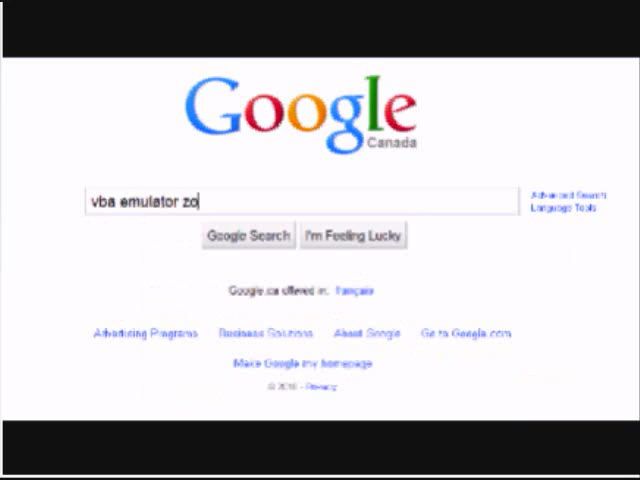 Google
Canada
vba emulator zo
Advanced Search
Language Tools
Google Search I'm Feeling Lucky
Google.ca offered in: français
Advertising Programs Business Solutions About Google Go to Google.com
Make Google my homepage
© 2010 - Privacy